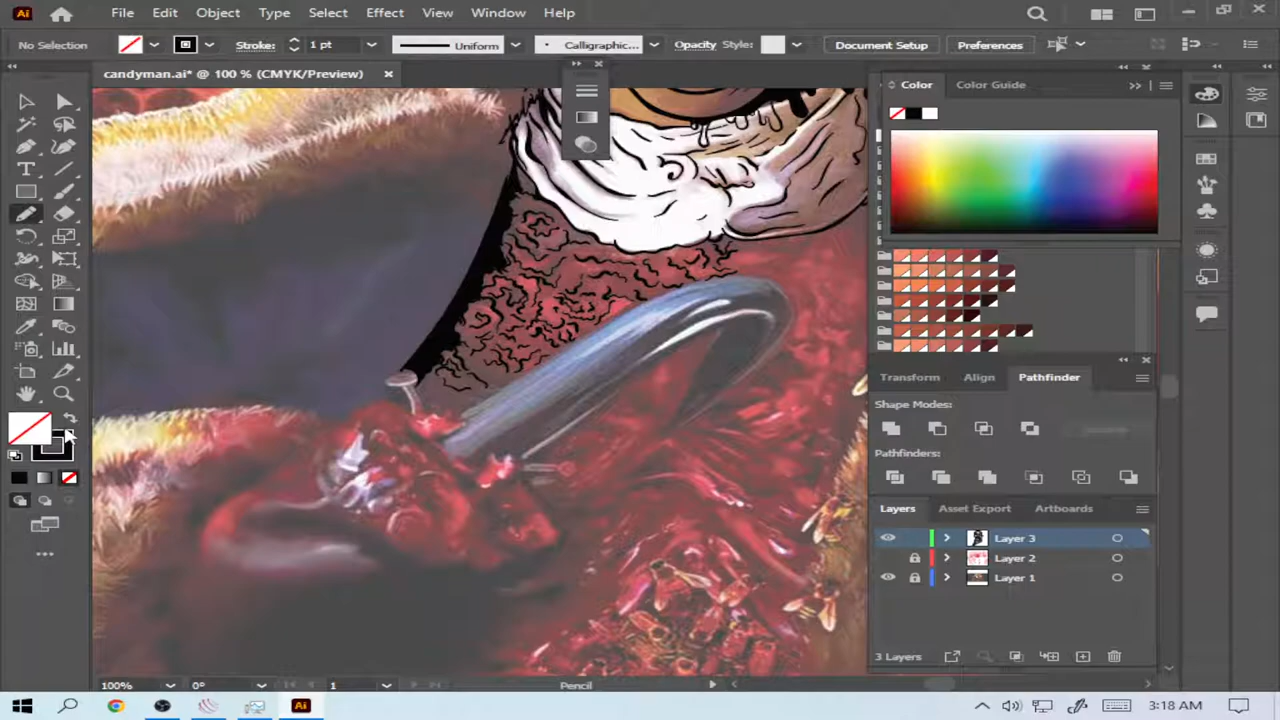 Ai File Edit Object Type Select Effect View Window Help
No Selection Stroke: 1 pt Uniform Calligraphic... Opacity Style: Document Setup Preferences
candyman.ai* @ 100 % (CMYK/Preview)
Color Color Guide
Transform Align Pathfinder
Shape Modes:
Pathfinders:
Layers Asset Export Artboards
Layer 3
Layer 2
Layer 1
3 Layers
100% 0° 1 Pencil
Ai 3:18 AM